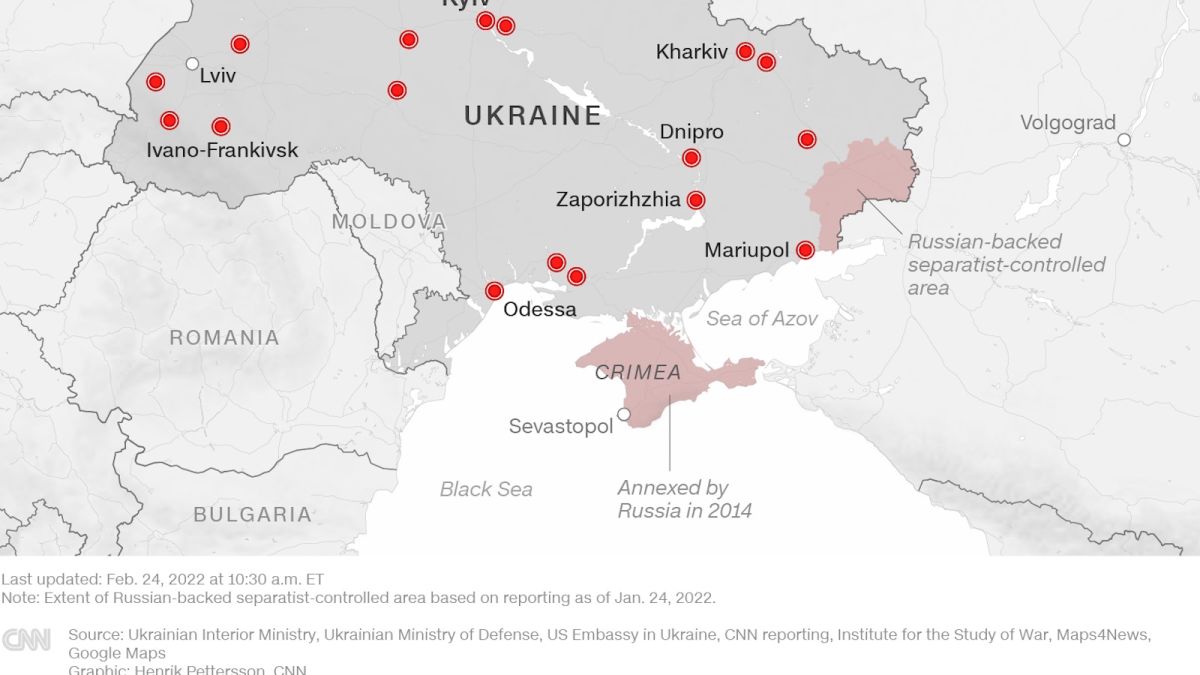 Kyiv
Kharkiv
Lviv
UKRAINE
Volgograd
Dnipro
Ivano-Frankivsk
Zaporizhzhia
MOLDOVA
Mariupol
Russian-backed
separatist-controlled
area
Odessa
Sea of Azov
ROMANIA
CRIMEA
Sevastopol
Black Sea
Annexed by
Russia in 2014
BULGARIA
Last updated: Feb. 24, 2022 at 10:30 a.m. ET
Note: Extent of Russian-backed separatist-controlled area based on reporting as of Jan. 24, 2022.
CNN
Source: Ukrainian Interior Ministry, Ukrainian Ministry of Defense, US Embassy in Ukraine, CNN reporting, Institute for the Study of War, Maps4News,
Google Maps
Graphic: Henrik Pettersson, CNN